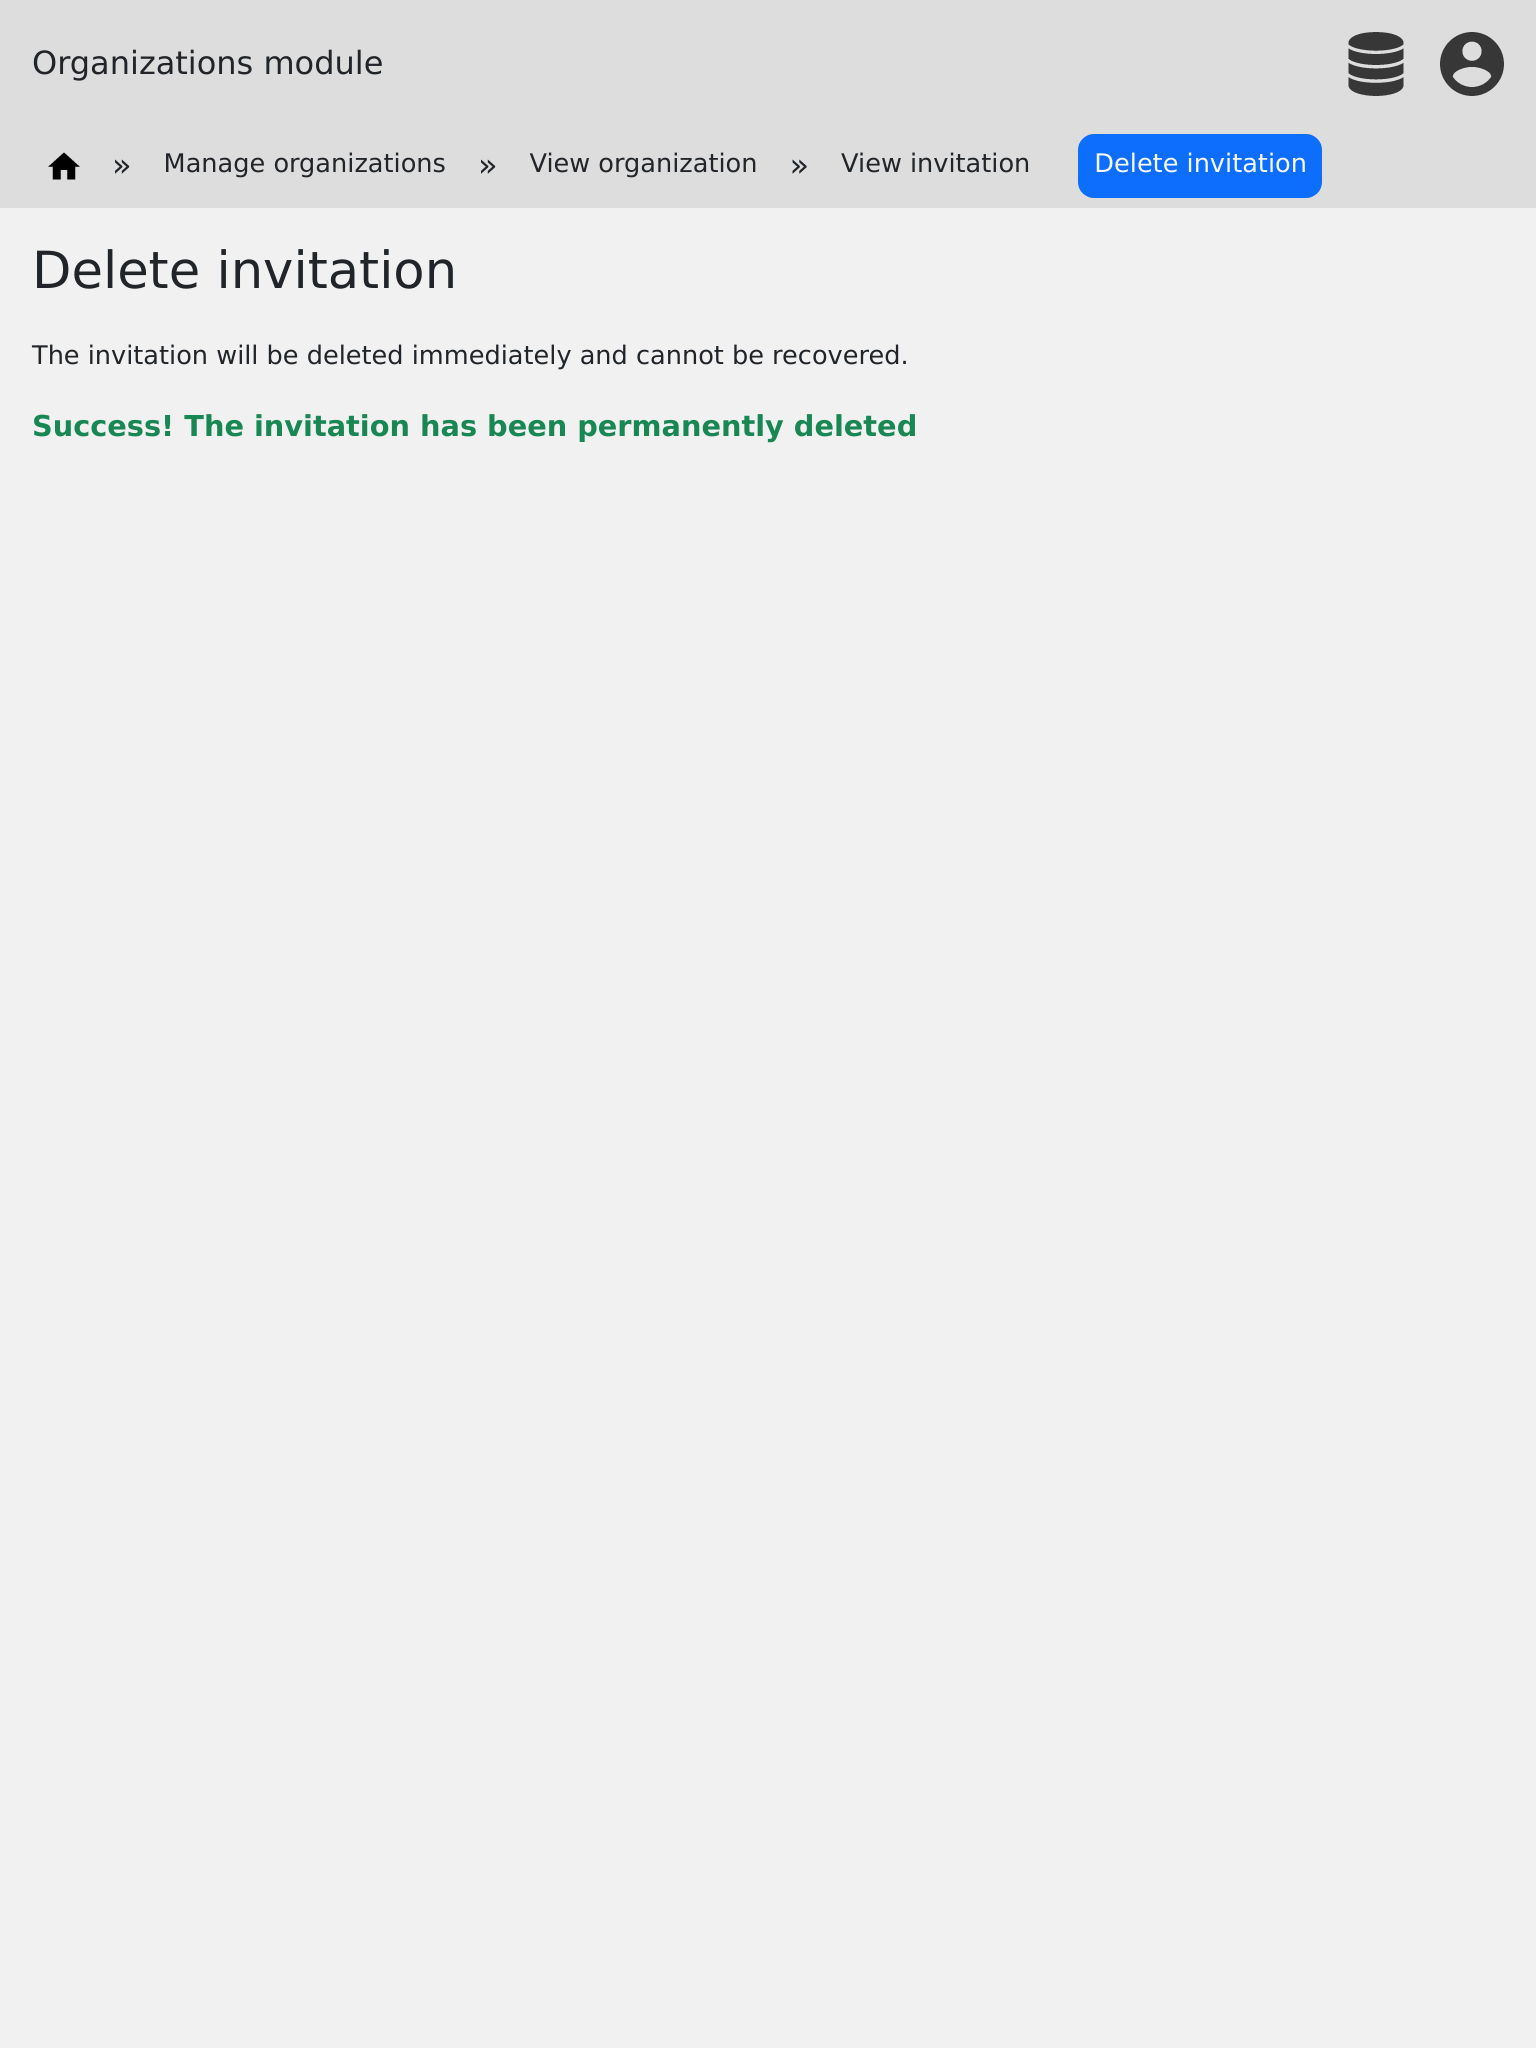 Organizations module
» Manage organizations » View organization » View invitation Delete invitation
Delete invitation
The invitation will be deleted immediately and cannot be recovered.
Success! The invitation has been permanently deleted